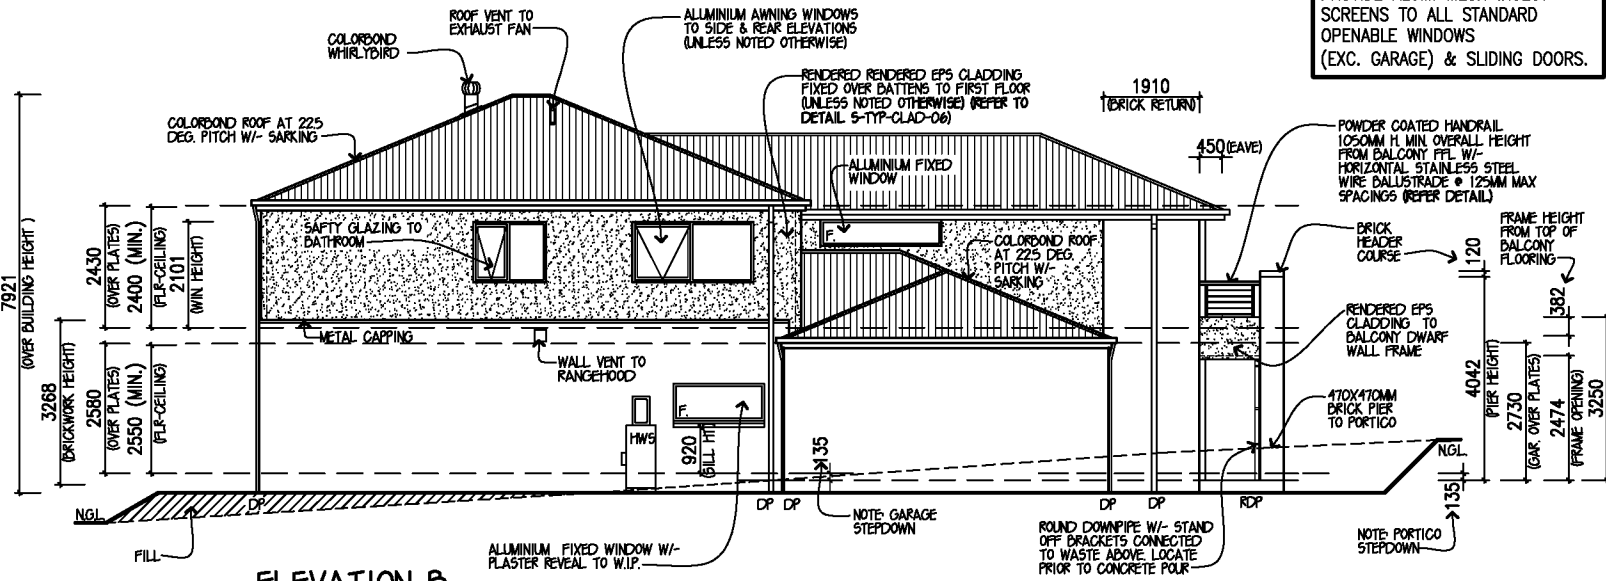 SCREENS TO ALL STANDARD
OPENABLE WINDOWS
(EXC. GARAGE) & SLIDING DOORS.
ROOF VENT TO
EXHAUST FAN
ALUMINIUM AWNING WINDOWS
TO SIDE & REAR ELEVATIONS
(UNLESS NOTED OTHERWISE)
COLORBOND
WHIRLYBIRD
RENDERED RENDERED EPS CLADDING
FIXED OVER BATTENS TO FIRST FLOOR
(UNLESS NOTED OTHERWISE) (REFER TO
DETAIL S-TYP-CLAD-06)
1910
(BRICK RETURN)
COLORBOND ROOF AT 22.5
DEG. PITCH W/- SARKING
450 (EAVE)
POWDER COATED HANDRAIL
1050MM H. MIN. OVERALL HEIGHT
FROM BALCONY FFL W/-
HORIZONTAL STAINLESS STEEL
WIRE BALUSTRADE @ 125MM MAX
SPACINGS (REFER DETAIL)
ALUMINIUM FIXED
WINDOW
SAFTY GLAZING TO
BATHROOM
F.
COLORBOND ROOF
AT 22.5 DEG.
PITCH W/-
SARKING
BRICK
HEADER
COURSE
120
FRAME HEIGHT
FROM TOP OF
BALCONY
FLOORING
382
7921
(OVER BUILDING HEIGHT)
2430
(OVER PLATES)
2400 (MIN.)
(FLR-CEILING)
2101
(WIN. HEIGHT)
METAL CAPPING
WALL VENT TO
RANGEHOOD
RENDERED EPS
CLADDING TO
BALCONY DWARF
WALL FRAME
3268
(BRICKWORK HEIGHT)
2580
(OVER PLATES)
2550 (MIN.)
(FLR-CEILING)
F.
HWS
920
(SILL HT)
135
470X470MM
BRICK PIER
TO PORTICO
4042
(PIER HEIGHT)
2730
(GAR. OVER PLATES)
2474
(FRAME OPENING)
3250
N.G.L.
N.G.L.
DP
DP
DP
DP
DP
RDP
135
FILL
ALUMINIUM FIXED WINDOW W/-
PLASTER REVEAL TO W.I.P.
NOTE: GARAGE
STEPDOWN
ROUND DOWNPIPE W/- STAND
OFF BRACKETS CONNECTED
TO WASTE ABOVE. LOCATE
PRIOR TO CONCRETE POUR
NOTE: PORTICO
STEPDOWN
ELEVATION B